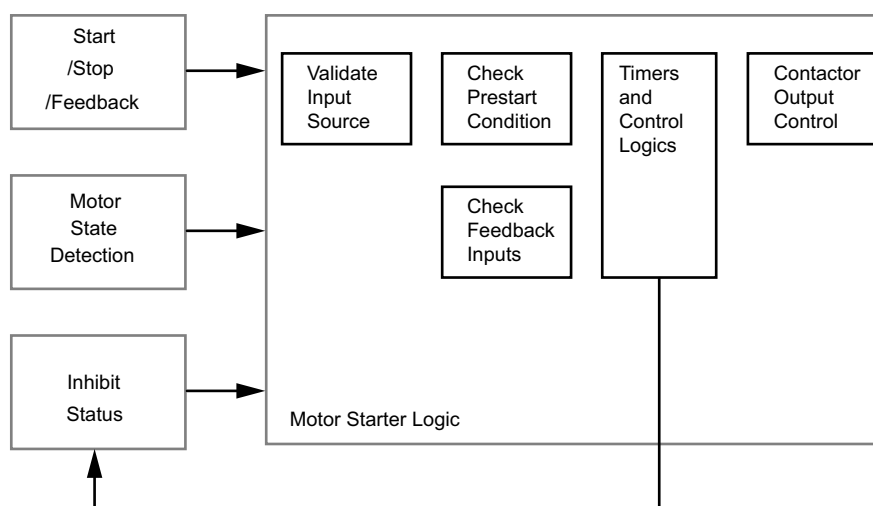 Start
/Stop
/Feedback
Validate
Input
Source
Check
Prestart
Condition
Timers
and
Control
Logics
Contactor
Output
Control
Motor
State
Detection
Check
Feedback
Inputs
Inhibit
Status
Motor Starter Logic